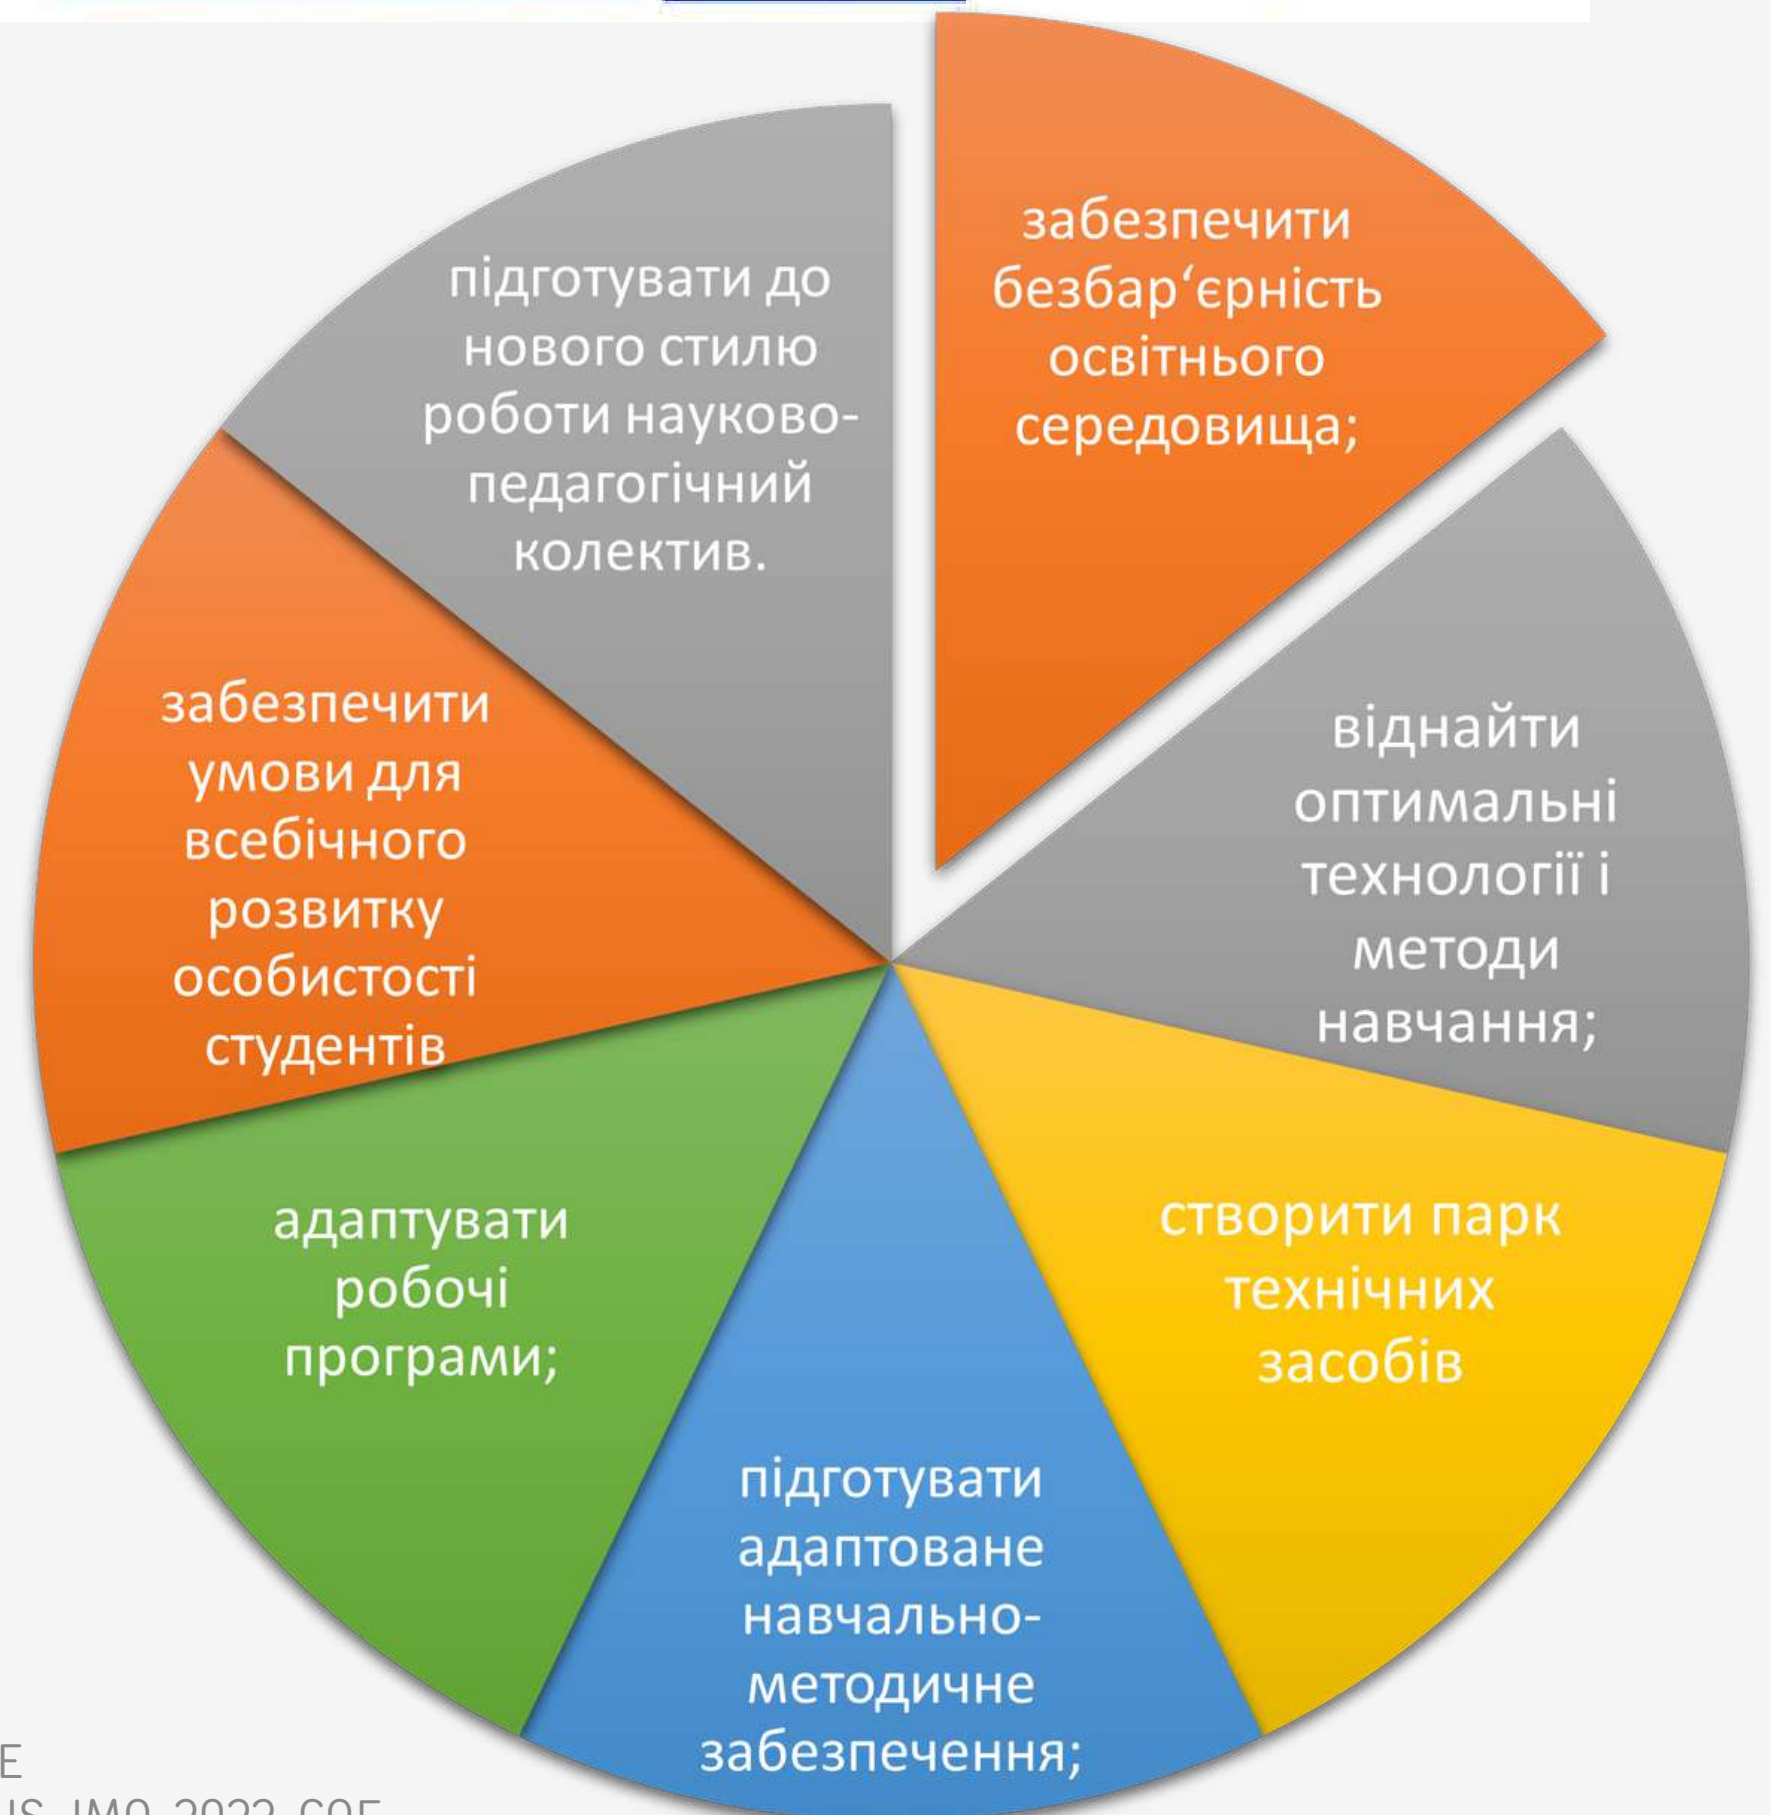 забезпечити
безбар‘єрність
освітнього
середовища;
віднайти
оптимальні
технології і
методи
навчання;
створити парк
технічних
засобів
підготувати
адаптоване
навчально-
методичне
забезпечення;
адаптувати
робочі
програми;
забезпечити
умови для
всебічного
розвитку
особистості
студентів
підготувати до
нового стилю
роботи науково-
педагогічний
колектив.